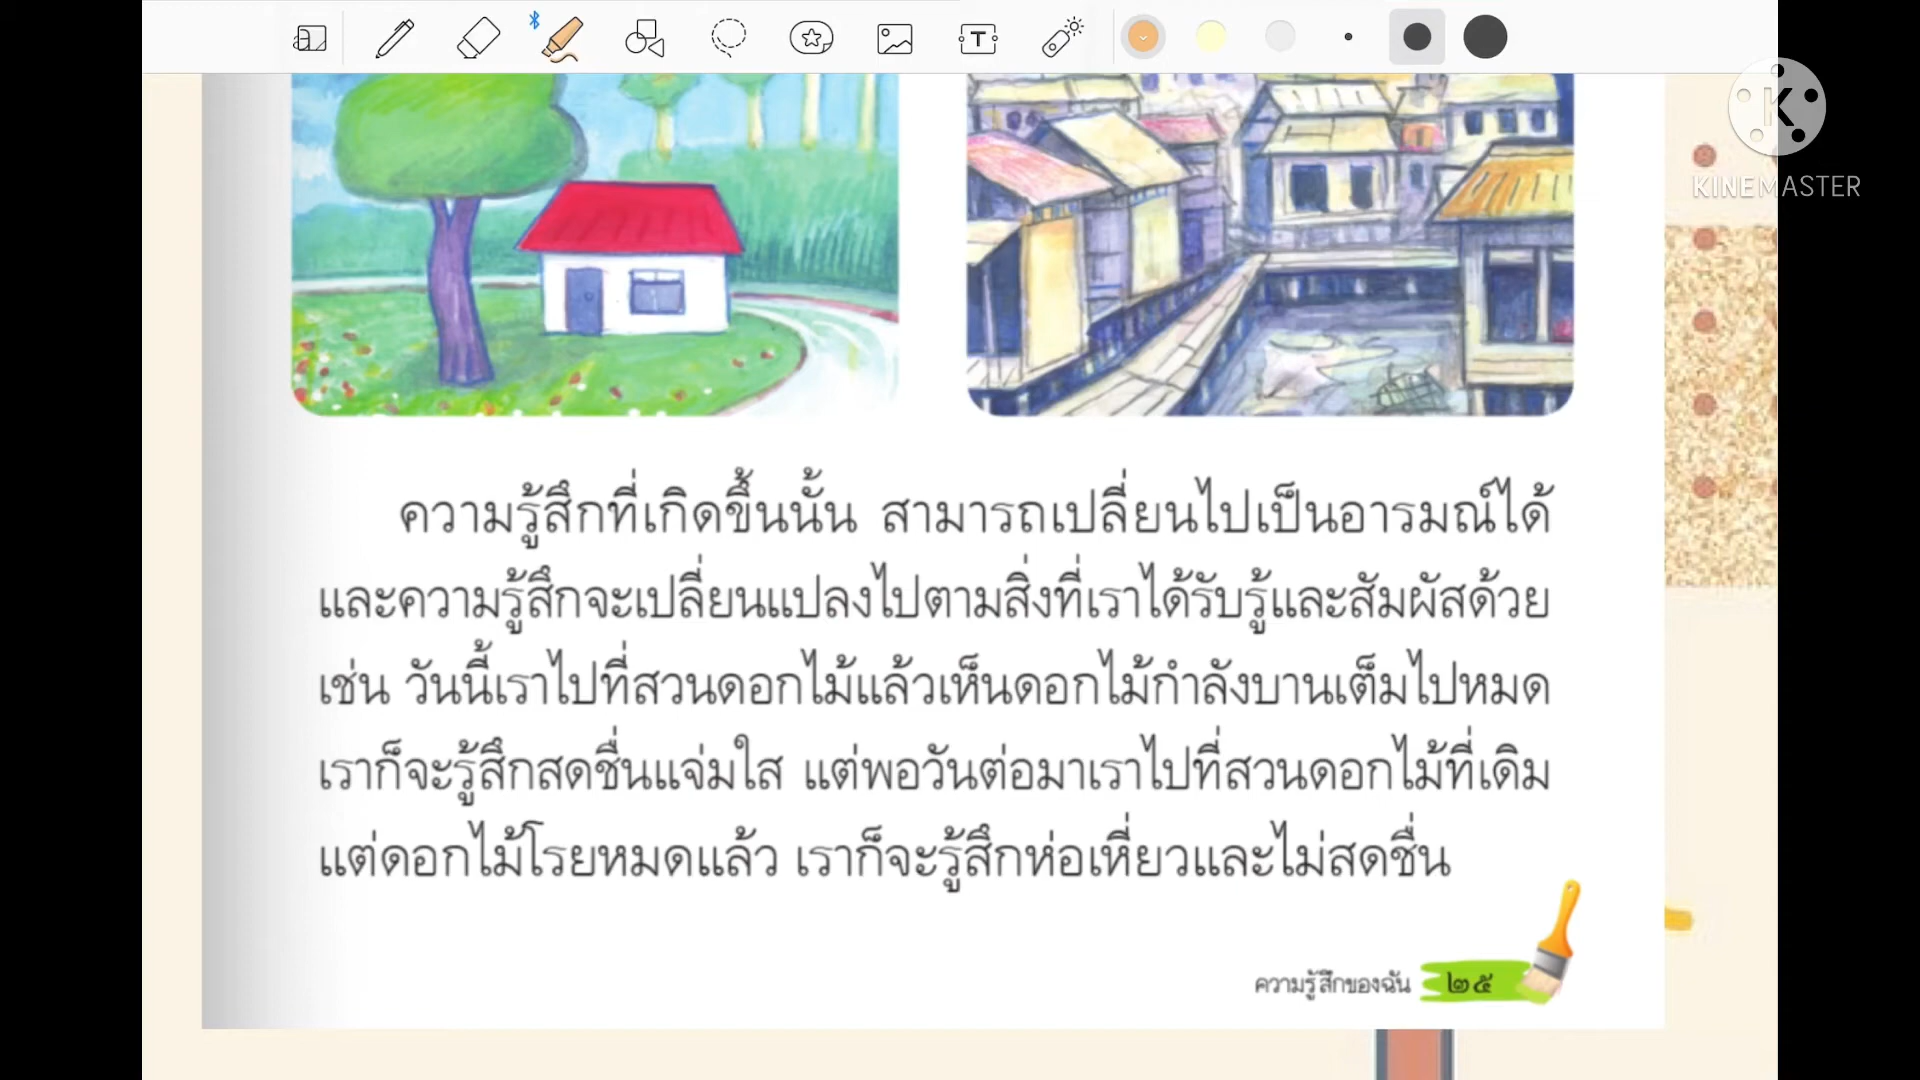 KINEMASTER
ความรู้สึกที่เกิดขึ้นนั้น สามารถเปลี่ยนไปเป็นอารมณ์ได้
และความรู้สึกจะเปลี่ยนแปลงไปตามสิ่งที่เราได้รับรู้และสัมผัสด้วย
เช่น วันนี้เราไปที่สวนดอกไม้แล้วเห็นดอกไม้กำลังบานเต็มไปหมด
เราก็จะรู้สึกสดชื่นแจ่มใส แต่พอวันต่อมาเราไปที่สวนดอกไม้ที่เดิม
แต่ดอกไม้โรยหมดแล้ว เราก็จะรู้สึกห่อเหี่ยวและไม่สดชื่น
ความรู้สึกของฉัน ๒๕